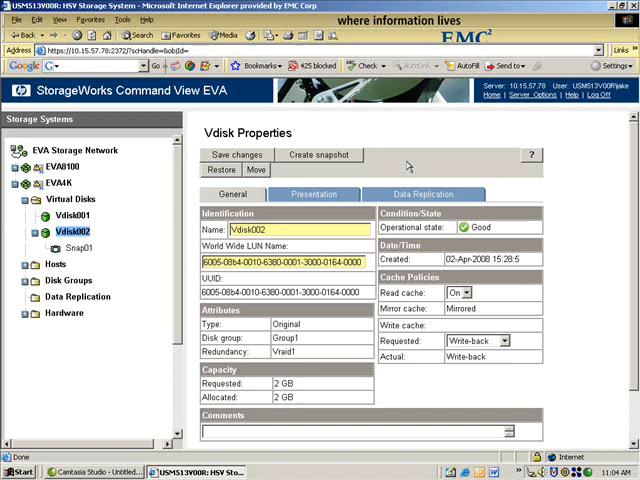 USM513V00R: HSV Storage System - Microsoft Internet Explorer provided by EMC Corp
File Edit View Favorites Tools Help
where information lives
EMC²
Back Search Favorites Media
Address https://10.15.57.78:2372/?scHandle=&objId= Links
Google Go Bookmarks 425 blocked Check AutoLink AutoFill Send to Settings
hp StorageWorks Command View EVA
Server: 10.15.57.78 User: USM513V00R\jake
Home | Server Options | Help | Log Off
Storage Systems
EVA Storage Network
EVA8100
EVA4K
Virtual Disks
Vdisk001
Vdisk002
Snap01
Hosts
Disk Groups
Data Replication
Hardware
Vdisk Properties
Save changes Create snapshot ?
Restore Move
General Presentation Data Replication
Identification
Name: Vdisk002
World Wide LUN Name:
6005-08b4-0010-6380-0001-3000-0164-0000
UUID:
6005-08b4-0010-6380-0001-3000-0164-0000
Attributes
Type: Original
Disk group: Group1
Redundancy: Vraid1
Capacity
Requested: 2 GB
Allocated: 2 GB
Comments
Condition/State
Operational state: Good
Date/Time
Created: 02-Apr-2008 15:28:5
Cache Policies
Read cache: On
Mirror cache: Mirrored
Write cache:
Requested: Write-back
Actual: Write-back
Done Internet
Start Camtasia Studio - Untitled... USM513V00R: HSV Sto... 11:04 AM